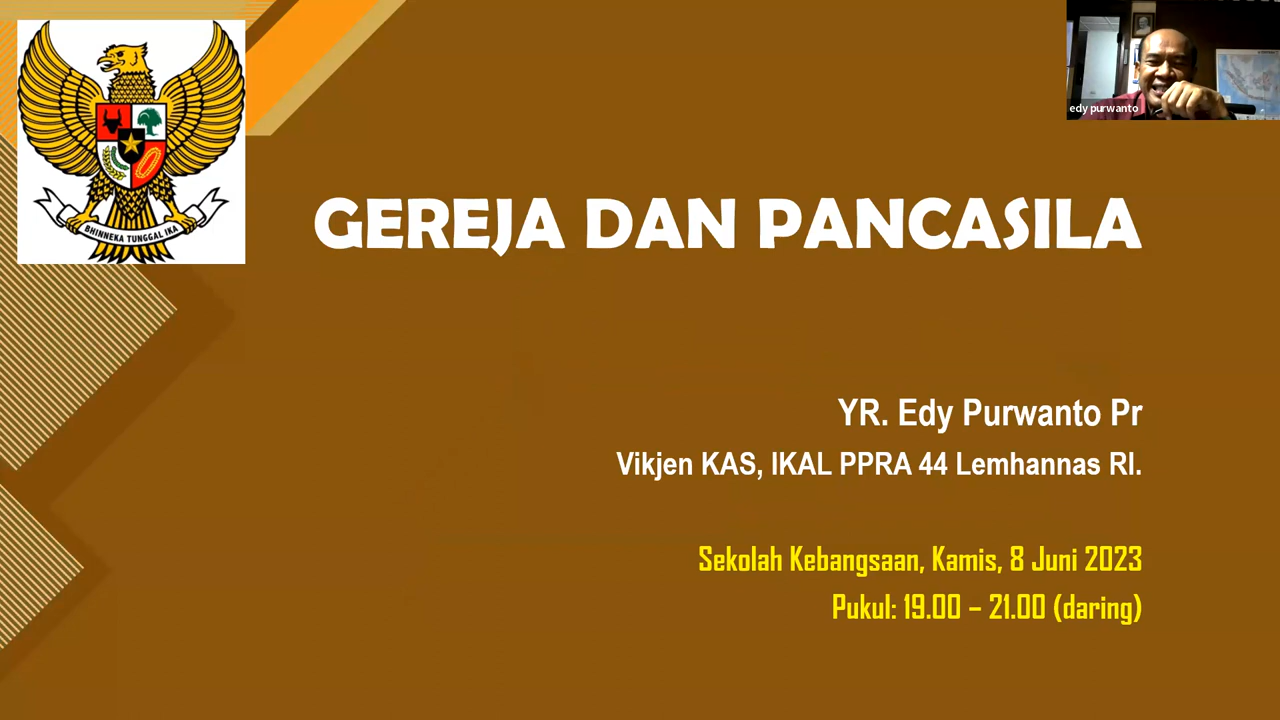 BHINNEKA TUNGGAL IKA
edy purwanto
GEREJA DAN PANCASILA
YR. Edy Purwanto Pr
Vikjen KAS, IKAL PPRA 44 Lemhannas RI.
Sekolah Kebangsaan, Kamis, 8 Juni 2023
Pukul: 19.00 – 21.00 (daring)